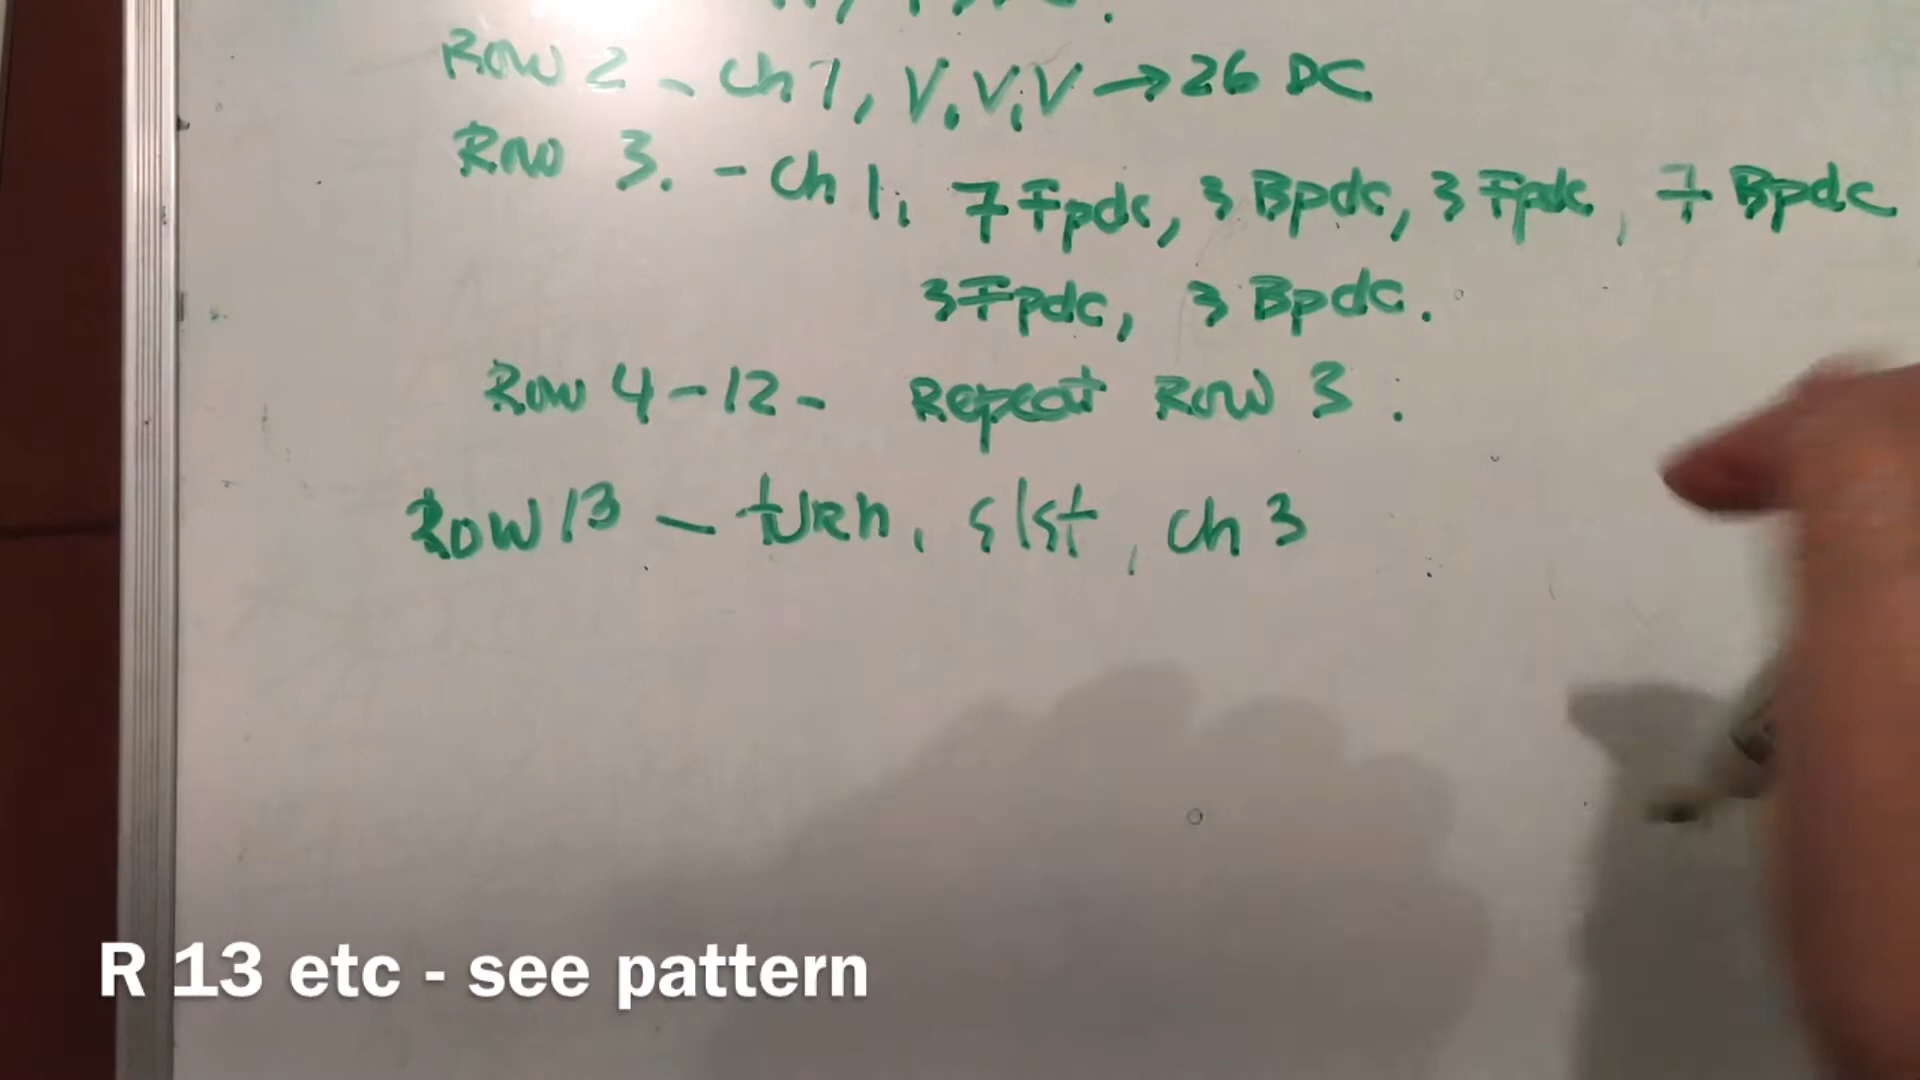 Row 2 - Ch 1, V, V, V → 26 DC
Row 3. - Ch 1, 7 Fpdc, 3 Bpdc, 3 Fpdc, 7 Bpdc
3 Fpdc, 3 Bpdc.
Row 4-12 - Repeat Row 3.
Row 13 - turn, slst, Ch 3
R 13 etc - see pattern